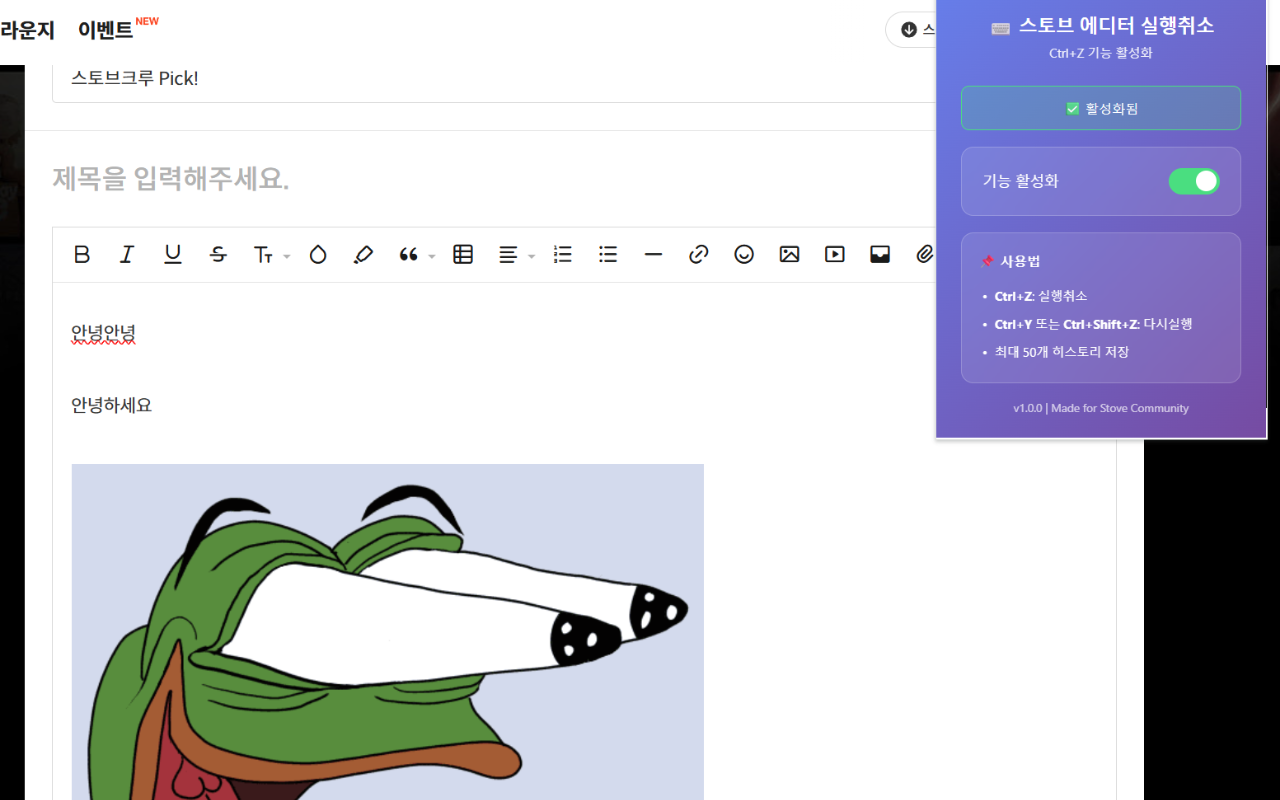 라운지 이벤트 NEW
스
스토브크루 Pick!
제목을 입력해주세요.
안녕안녕
안녕하세요
스토브 에디터 실행취소
Ctrl+Z 기능 활성화
✅ 활성화됨
기능 활성화
📌 사용법
• Ctrl+Z: 실행취소
• Ctrl+Y 또는 Ctrl+Shift+Z: 다시실행
• 최대 50개 히스토리 저장
v1.0.0 | Made for Stove Community